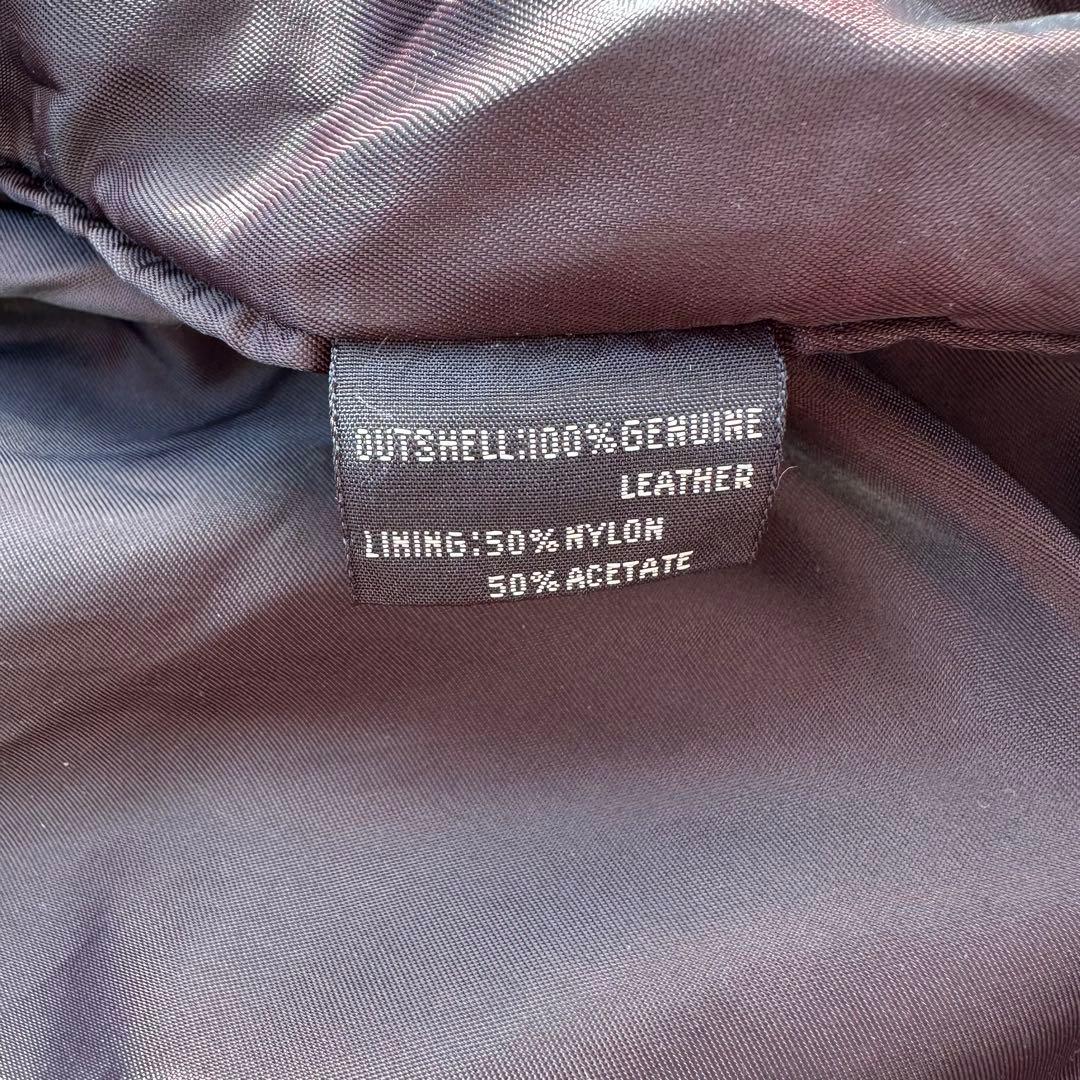 OUTSHELL:100%GENUINE
LEATHER
LINING:50%NYLON
50%ACETATE